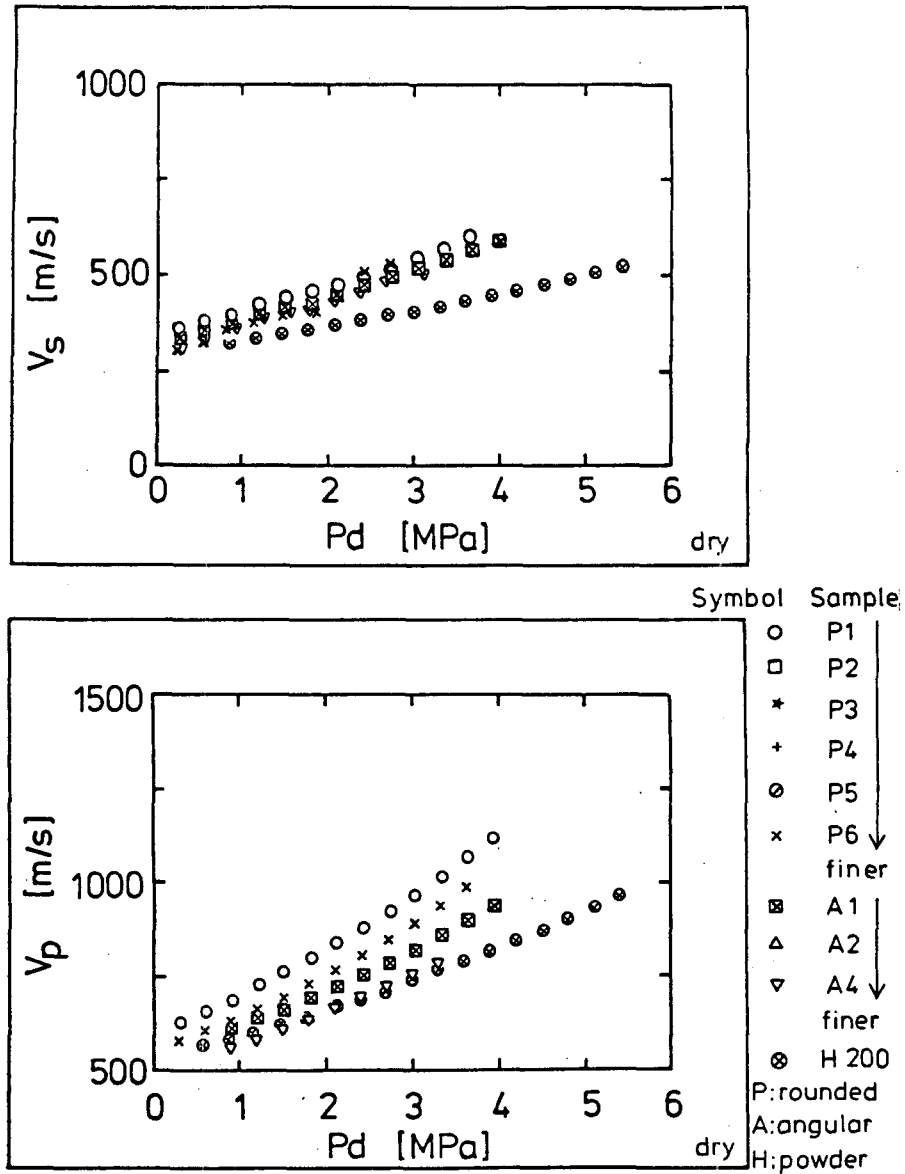 1000
500
0
Vs [m/s]
0 1 2 3 4 5 6
Pd [MPa]
dry
Symbol Sample
P1
P2
P3
P4
P5
P6
finer
A1
A2
A4
finer
H 200
P:rounded
A:angular
H:powder
1500
1000
500
Vp [m/s]
0 1 2 3 4 5 6
Pd [MPa]
dry